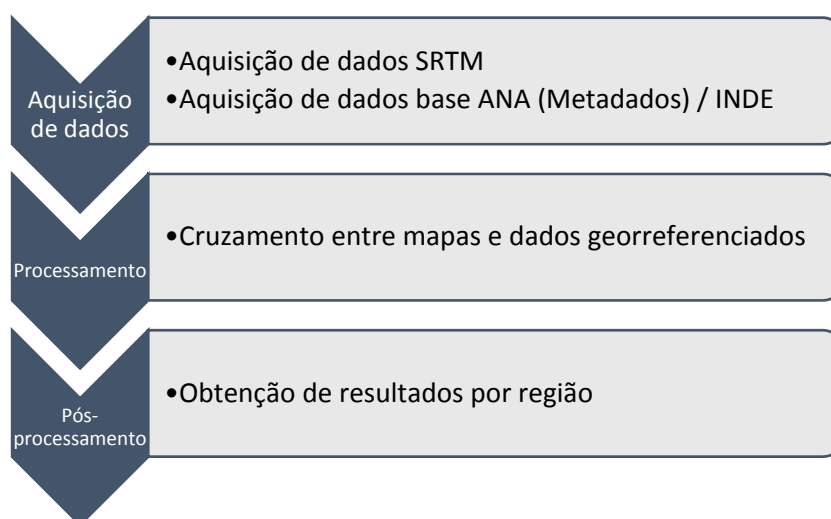 Aquisição
de dados
•Aquisição de dados SRTM
•Aquisição de dados base ANA (Metadados) / INDE
Processamento
•Cruzamento entre mapas e dados georreferenciados
Pós-
processamento
•Obtenção de resultados por região